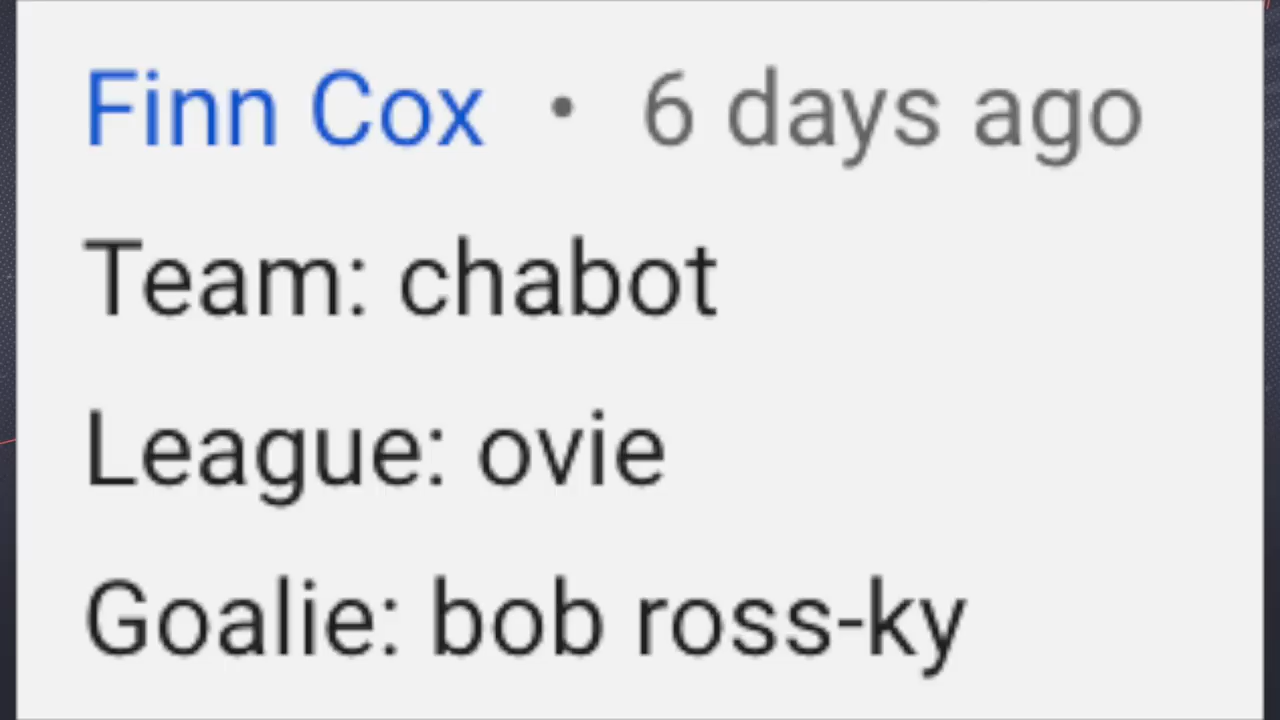 Finn Cox • 6 days ago
Team: chabot
League: ovie
Goalie: bob ross-ky